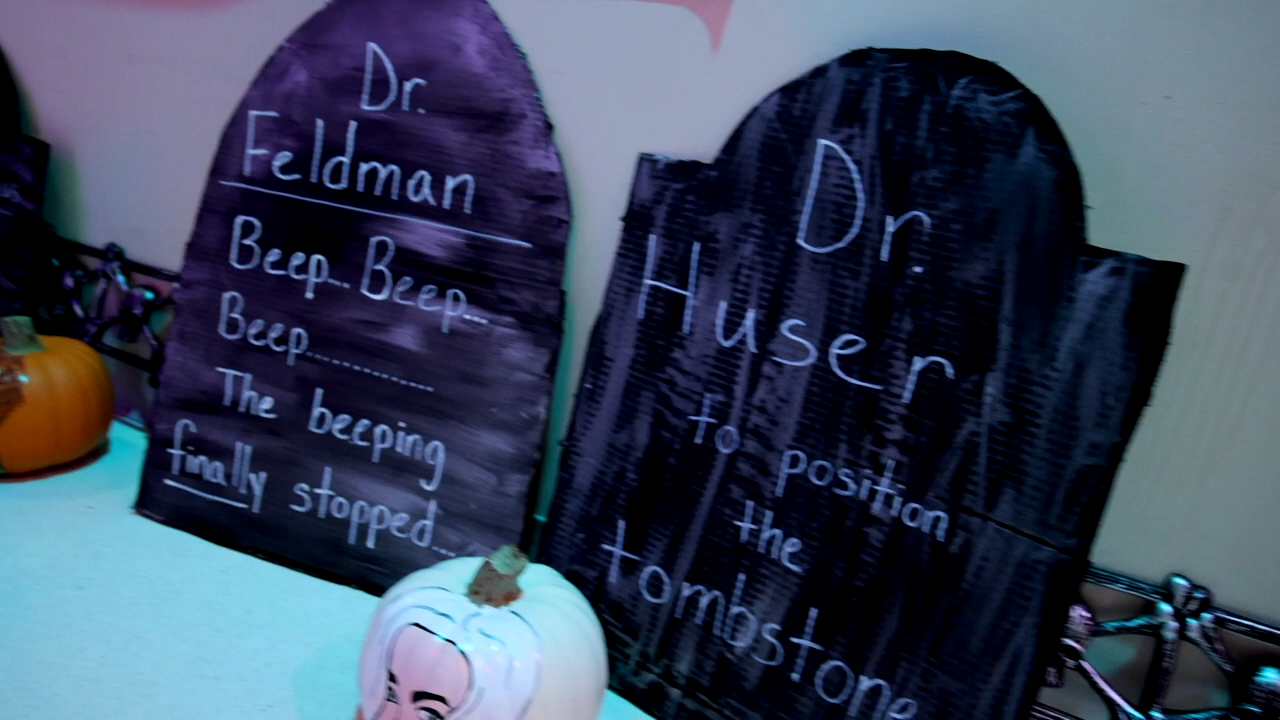 Dr.
Feldman
Beep... Beep...
Beep..............
The beeping
finally stopped...
Dr.
Huser
to position
the
tombstone